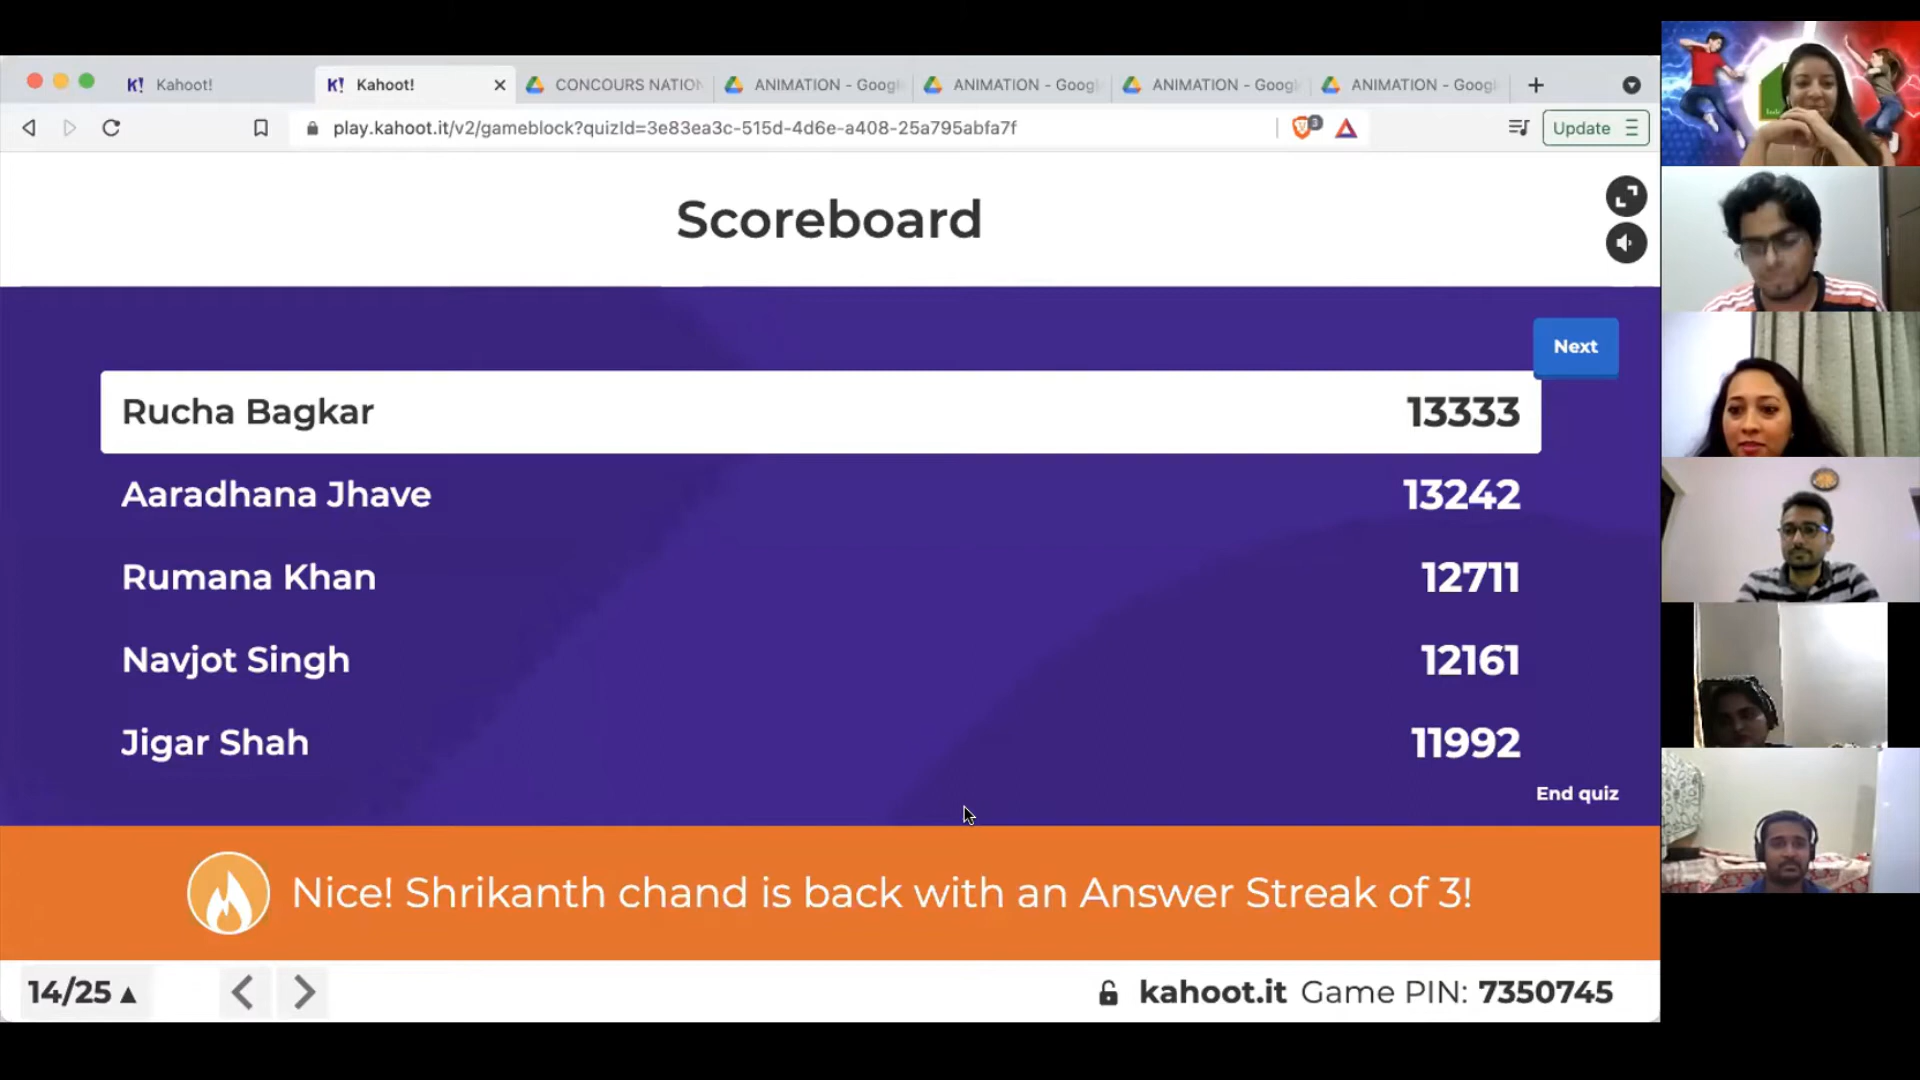 Kahoot!
Kahoot!
CONCOURS NATION
ANIMATION - Googl
ANIMATION - Googl
ANIMATION - Googl
ANIMATION - Googl
play.kahoot.it/v2/gameblock?quizId=3e83ea3c-515d-4d6e-a408-25a795abfa7f
3
Update
Scoreboard
Next
Rucha Bagkar 13333
Aaradhana Jhave 13242
Rumana Khan 12711
Navjot Singh 12161
Jigar Shah 11992
End quiz
Nice! Shrikanth chand is back with an Answer Streak of 3!
14/25
kahoot.it Game PIN: 7350745